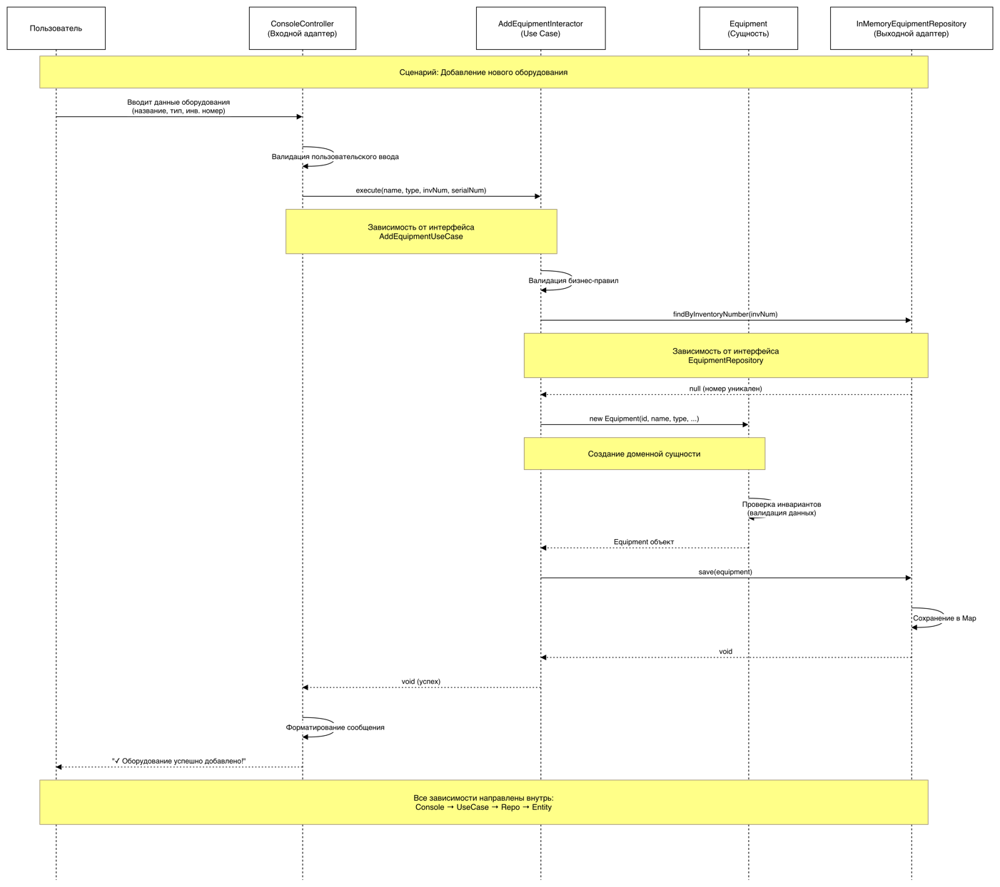 Пользователь
ConsoleController
(Входной адаптер)
AddEquipmentInteractor
(Use Case)
Equipment
(Сущность)
InMemoryEquipmentRepository
(Выходной адаптер)
Сценарий: Добавление нового оборудования
Вводит данные оборудования
(название, тип, инв. номер)
Валидация пользовательского ввода
execute(name, type, invNum, serialNum)
Зависимость от интерфейса
AddEquipmentUseCase
Валидация бизнес-правил
findByInventoryNumber(invNum)
Зависимость от интерфейса
EquipmentRepository
null (номер уникален)
new Equipment(id, name, type, ...)
Создание доменной сущности
Проверка инвариантов
(валидация данных)
Equipment объект
save(equipment)
Сохранение в Map
void
void (успех)
Форматирование сообщения
"✓ Оборудование успешно добавлено!"
Все зависимости направлены внутрь:
Console → UseCase → Repo → Entity